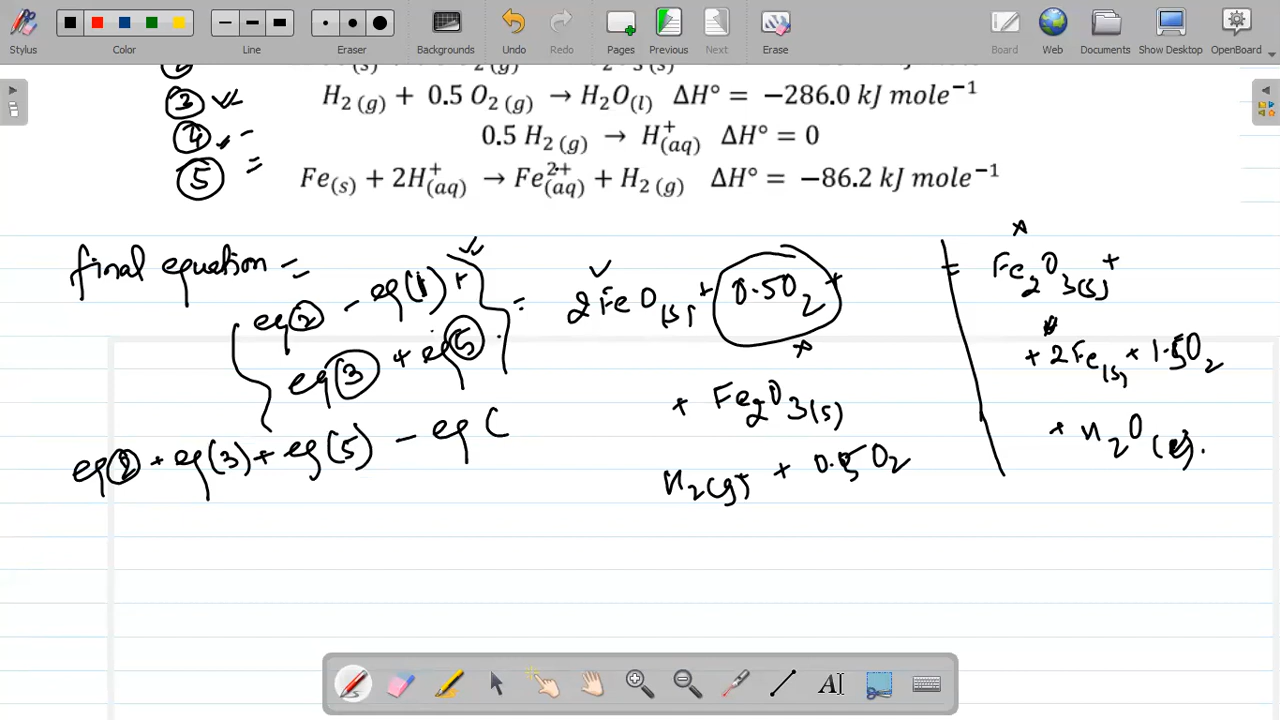 Stylus Color Line Eraser Backgrounds Undo Redo Pages Previous Next Erase Board Web Documents Show Desktop OpenBoard
3 H2 (g) + 0.5 O2 (g) → H2O(l) ΔH° = −286.0 kJ mole−1
4 0.5 H2 (g) → H+(aq) ΔH° = 0
5 Fe(s) + 2H+(aq) → Fe2+(aq) + H2 (g) ΔH° = −86.2 kJ mole−1
final equation =
eq 2 - eq(1) +
eq 3 + eq 5
= 2FeO(s) + 0.5O2 +
+ Fe2O3(s)
H2(g) + 0.5O2
= Fe2O3(s) +
+ 2Fe(s) + 1.5O2
+ H2O(l).
eq 2 + eq(3) + eq(5) - eq (